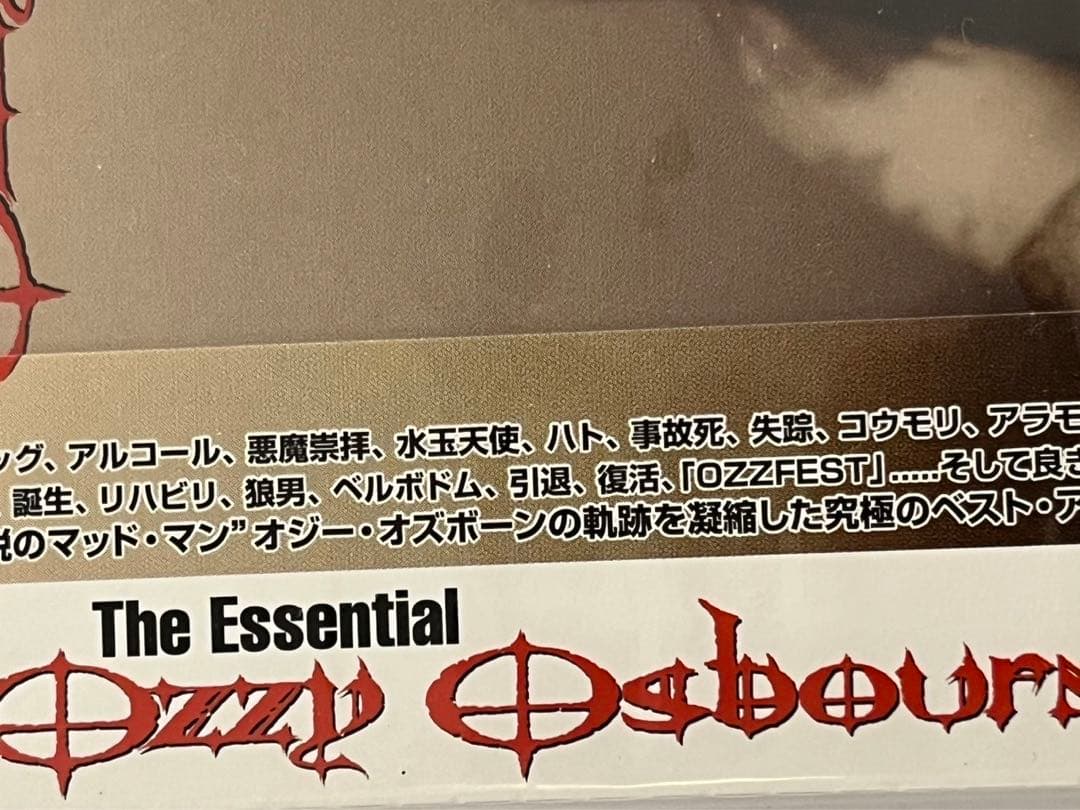 ッグ、アルコール、悪魔崇拝、水玉天使、ハト、事故死、失踪、コウモリ、アラモ
、誕生、リハビリ、狼男、ベルボドム、引退、復活、「OZZFEST」.....そして良き
説のマッド・マン”オジー・オズボーンの軌跡を凝縮した究極のベスト・ア
The Essential
Ozzy Osbourn